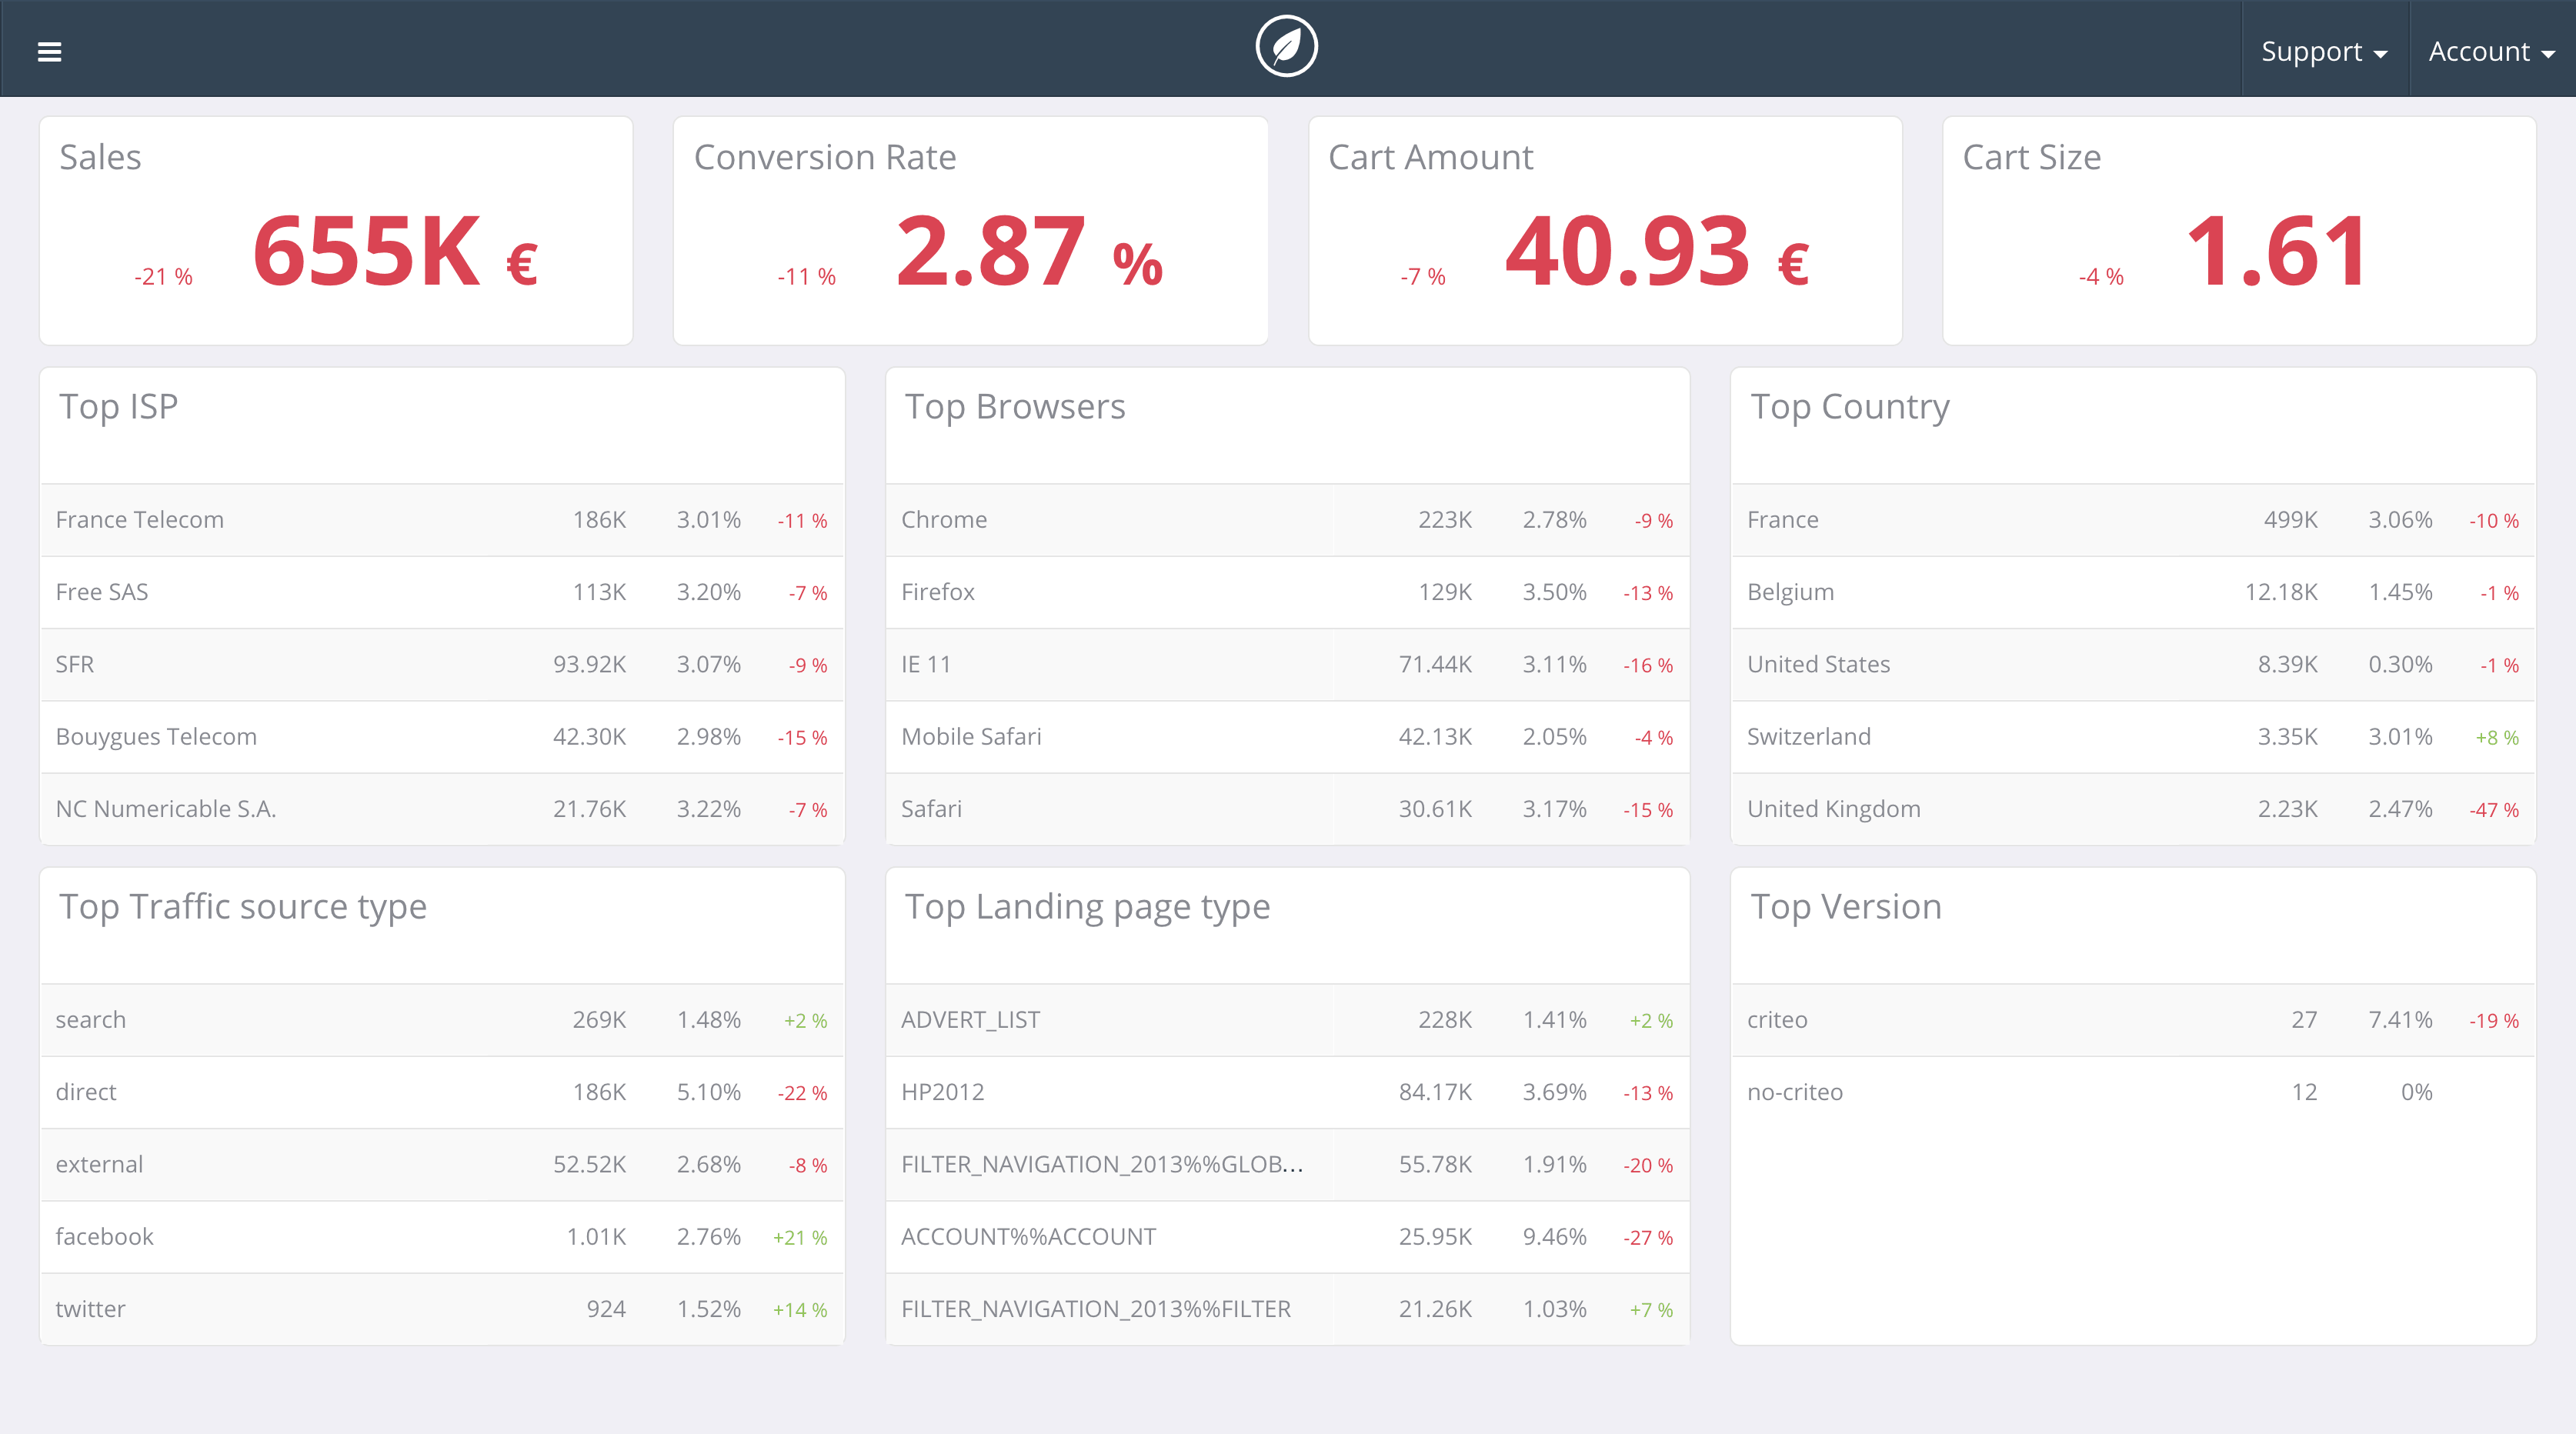 Support
Account
Sales
-21 % 655K €
Conversion Rate
-11 % 2.87 %
Cart Amount
-7 % 40.93 €
Cart Size
-4 % 1.61
Top ISP
France Telecom 186K 3.01% -11 %
Free SAS 113K 3.20% -7 %
SFR 93.92K 3.07% -9 %
Bouygues Telecom 42.30K 2.98% -15 %
NC Numericable S.A. 21.76K 3.22% -7 %
Top Browsers
Chrome 223K 2.78% -9 %
Firefox 129K 3.50% -13 %
IE 11 71.44K 3.11% -16 %
Mobile Safari 42.13K 2.05% -4 %
Safari 30.61K 3.17% -15 %
Top Country
France 499K 3.06% -10 %
Belgium 12.18K 1.45% -1 %
United States 8.39K 0.30% -1 %
Switzerland 3.35K 3.01% +8 %
United Kingdom 2.23K 2.47% -47 %
Top Traffic source type
search 269K 1.48% +2 %
direct 186K 5.10% -22 %
external 52.52K 2.68% -8 %
facebook 1.01K 2.76% +21 %
twitter 924 1.52% +14 %
Top Landing page type
ADVERT_LIST 228K 1.41% +2 %
HP2012 84.17K 3.69% -13 %
FILTER_NAVIGATION_2013%%GLOB... 55.78K 1.91% -20 %
ACCOUNT%%ACCOUNT 25.95K 9.46% -27 %
FILTER_NAVIGATION_2013%%FILTER 21.26K 1.03% +7 %
Top Version
criteo 27 7.41% -19 %
no-criteo 12 0%